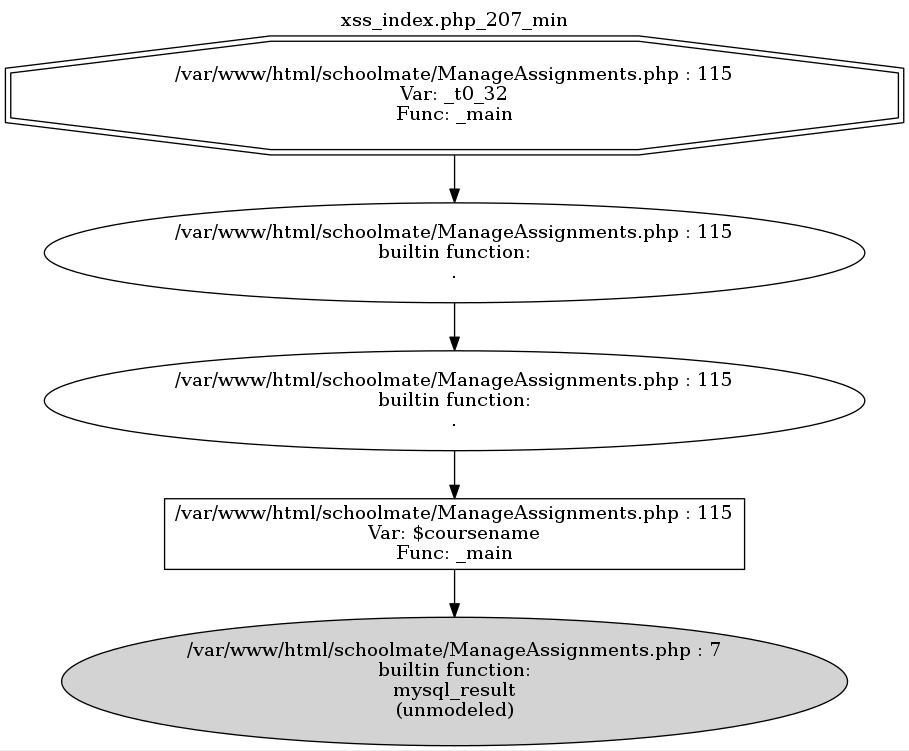 xss_index.php_207_min
/var/www/html/schoolmate/ManageAssignments.php : 115
Var: _t0_32
Func: _main
/var/www/html/schoolmate/ManageAssignments.php : 115
builtin function:
.
/var/www/html/schoolmate/ManageAssignments.php : 115
builtin function:
.
/var/www/html/schoolmate/ManageAssignments.php : 115
Var: $coursename
Func: _main
/var/www/html/schoolmate/ManageAssignments.php : 7
builtin function:
mysql_result
(unmodeled)